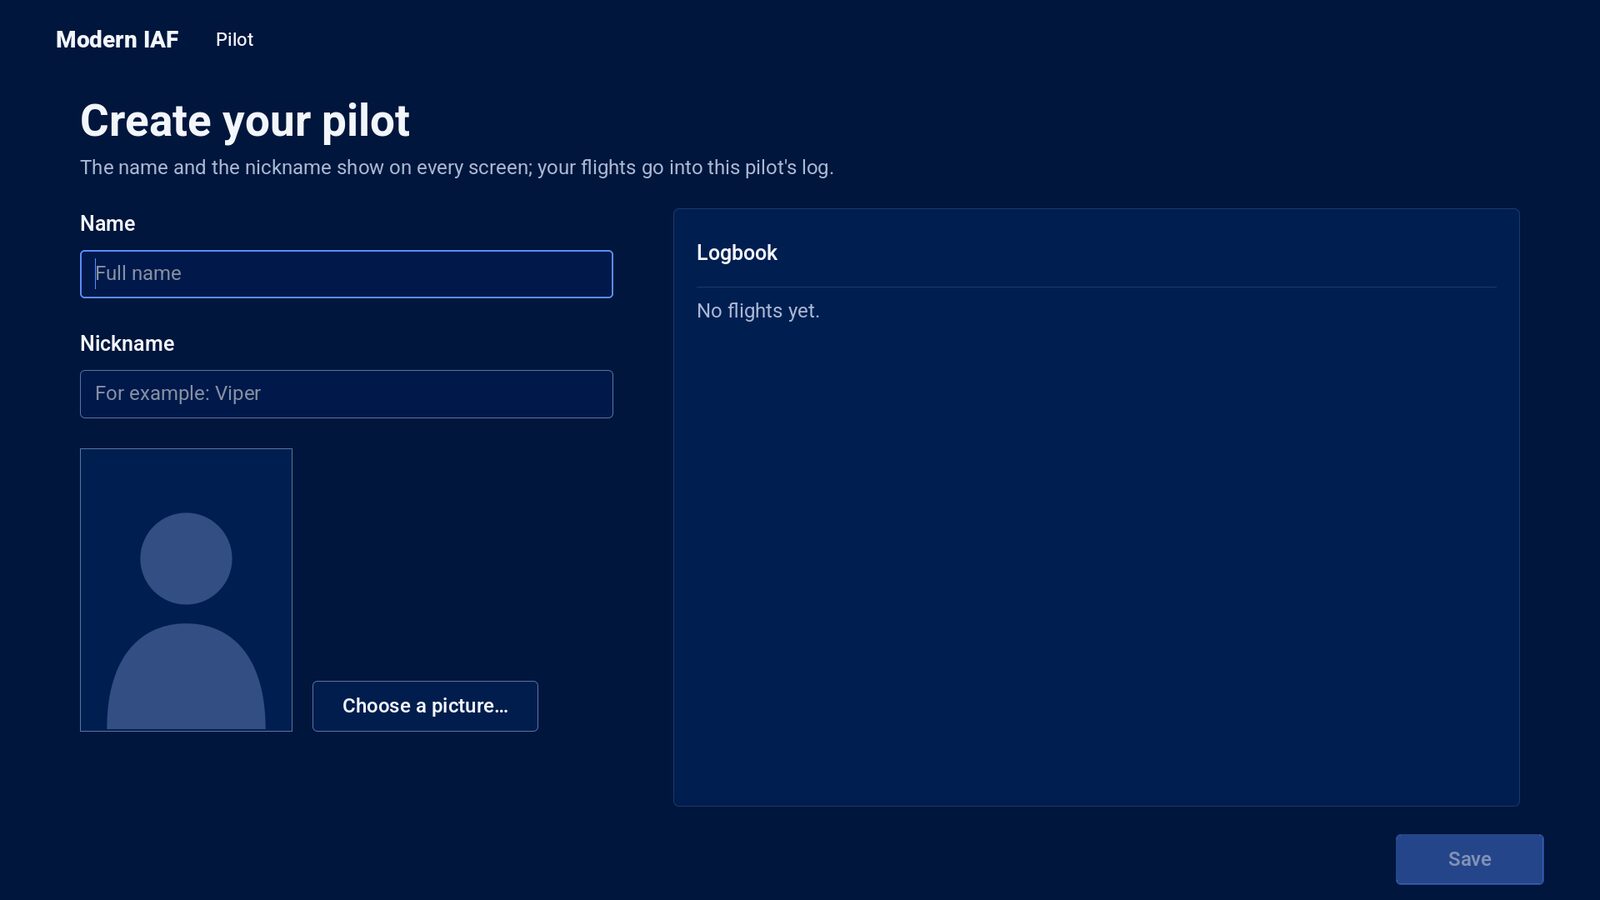 Modern IAF
Pilot
Create your pilot
The name and the nickname show on every screen; your flights go into this pilot's log.
Name
Full name
Nickname
For example: Viper
Choose a picture...
Logbook
No flights yet.
Save